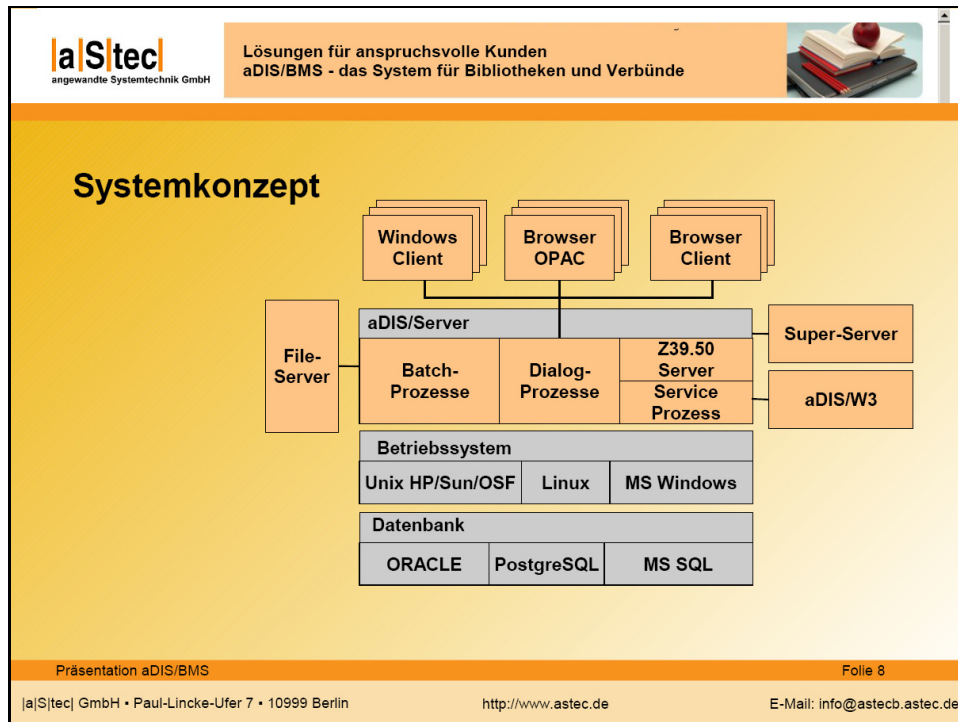 |a|S|tec|
angewandte Systemtechnik GmbH
Lösungen für anspruchsvolle Kunden
aDIS/BMS - das System für Bibliotheken und Verbünde
Systemkonzept
Windows
Client
Browser
OPAC
Browser
Client
File-
Server
aDIS/Server
Batch-
Prozesse
Dialog-
Prozesse
Z39.50
Server
Service
Prozess
Super-Server
aDIS/W3
Betriebssystem
Unix HP/Sun/OSF
Linux
MS Windows
Datenbank
ORACLE
PostgreSQL
MS SQL
Präsentation aDIS/BMS
Folie 8
|a|S|tec| GmbH ▪ Paul-Lincke-Ufer 7 ▪ 10999 Berlin
http://www.astec.de
E-Mail: info@astecb.astec.de